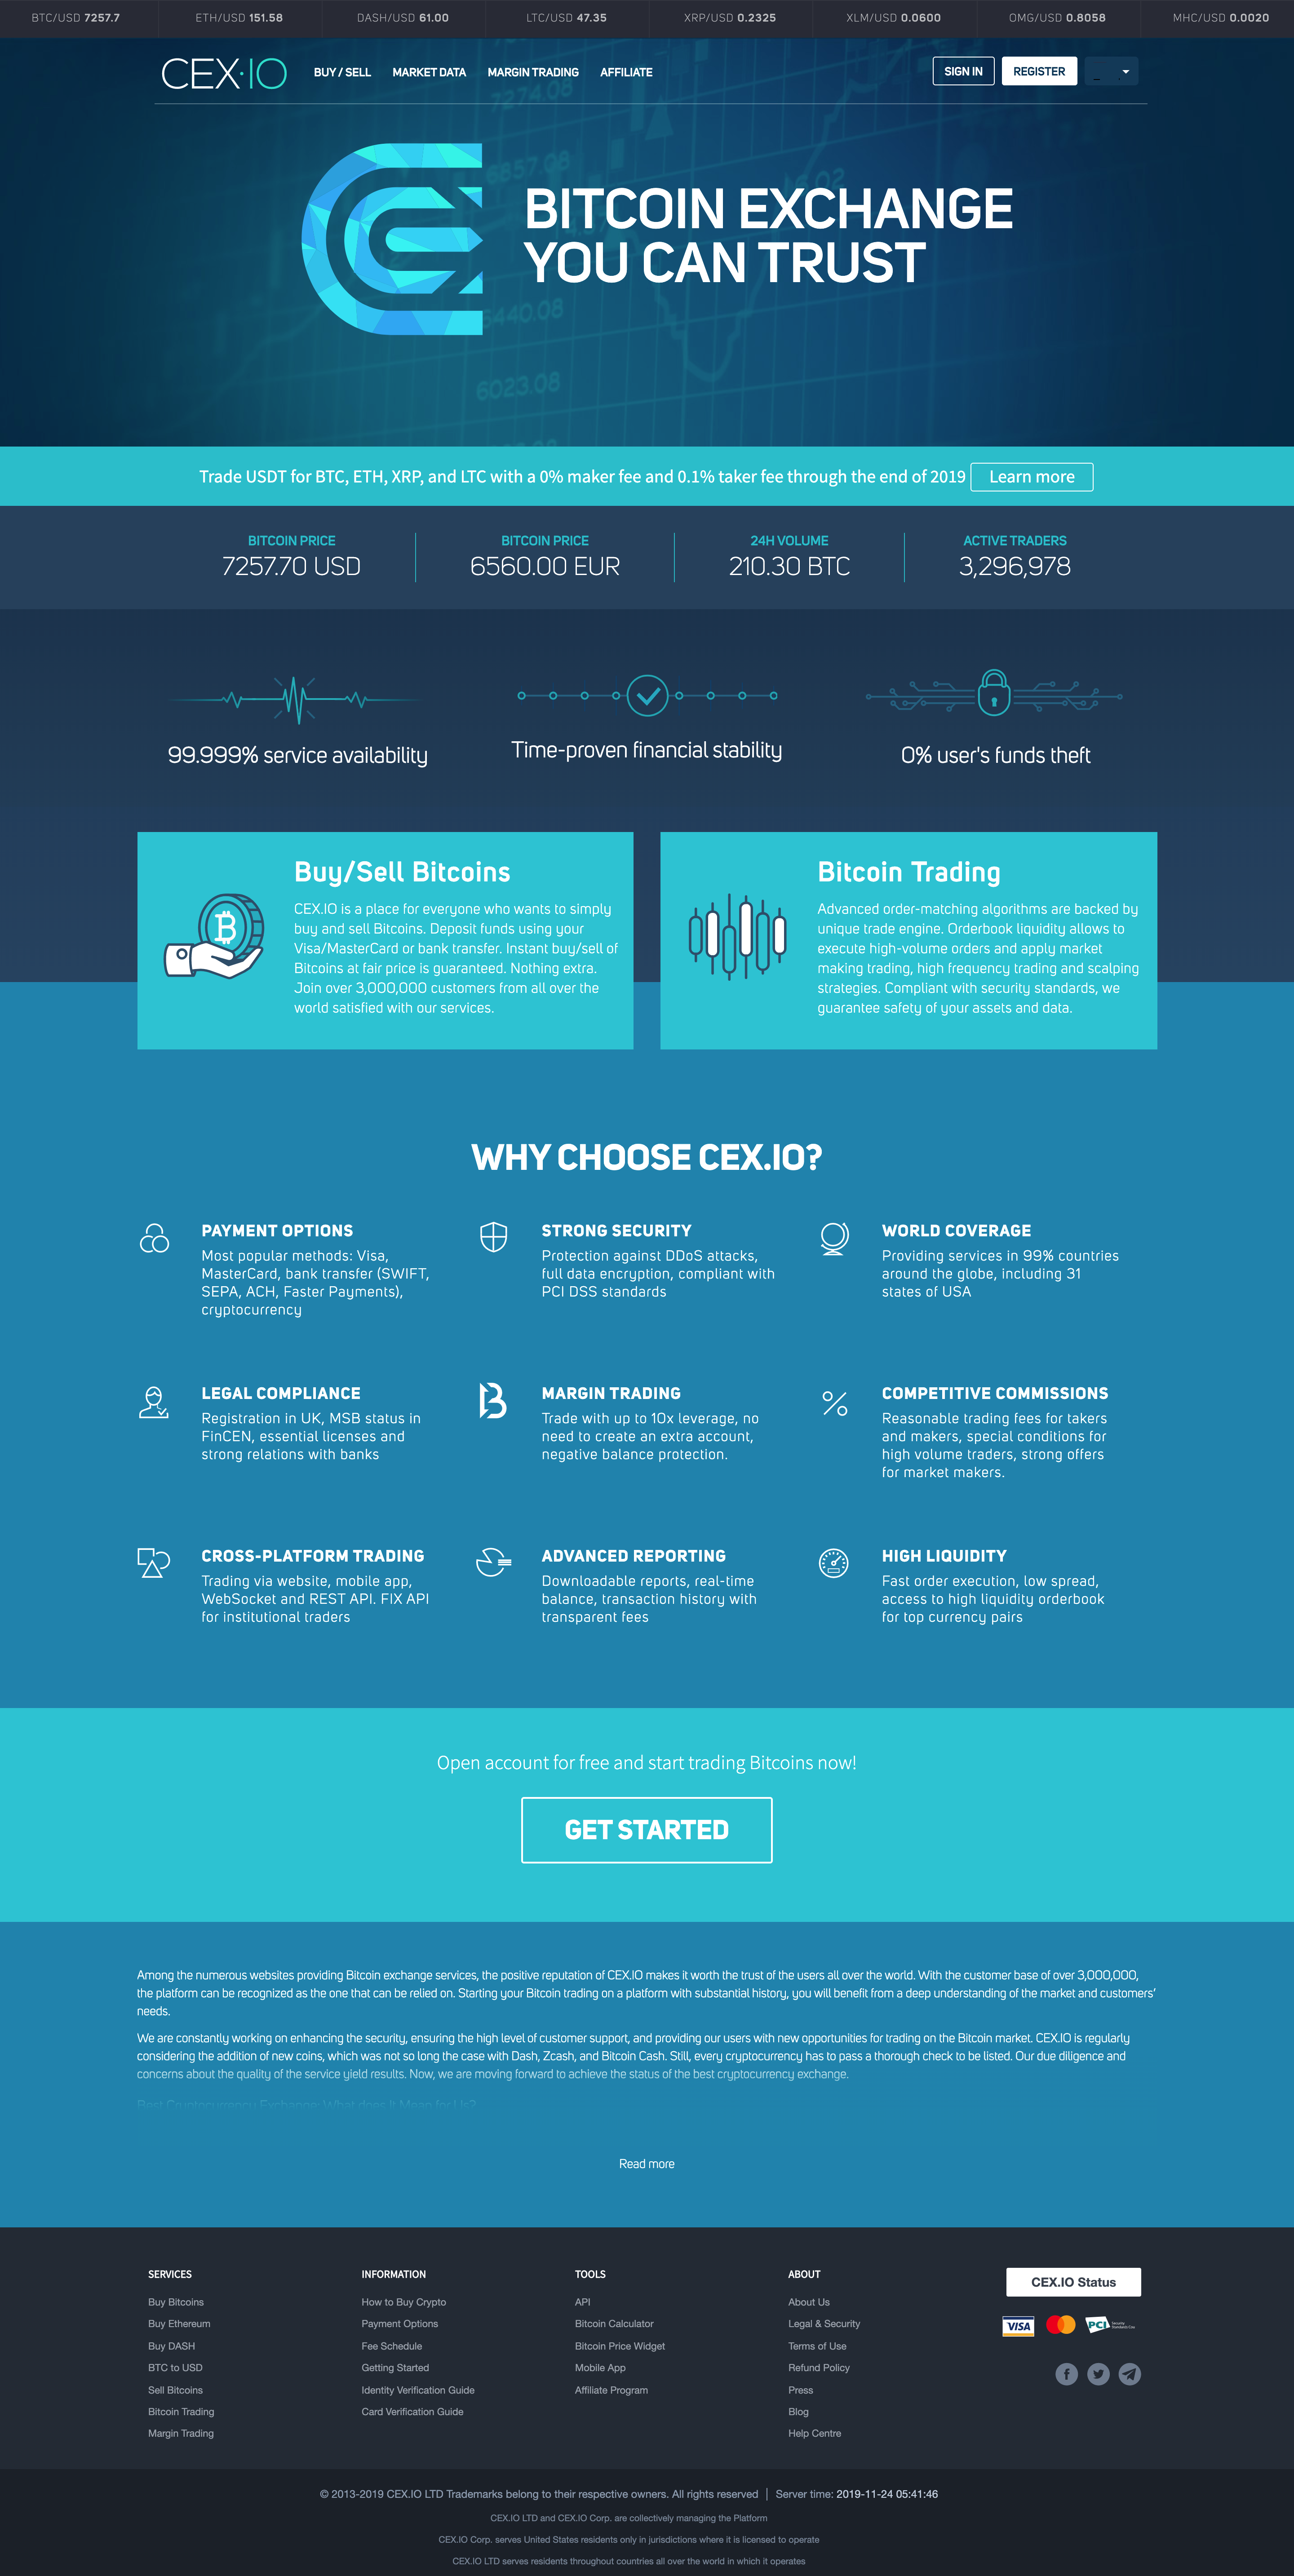 BTC/USD 7257.7
ETH/USD 151.58
DASH/USD 61.00
LTC/USD 47.35
XRP/USD 0.2325
XLM/USD 0.0600
OMG/USD 0.8058
MHC/USD 0.0020
CEX·IO
BUY / SELL
MARKET DATA
MARGIN TRADING
AFFILIATE
SIGN IN
REGISTER
7274.08
6857.08
6440.08
6023.08
BITCOIN EXCHANGE
YOU CAN TRUST
Trade USDT for BTC, ETH, XRP, and LTC with a 0% maker fee and 0.1% taker fee through the end of 2019
Learn more
BITCOIN PRICE
7257.70 USD
BITCOIN PRICE
6560.00 EUR
24H VOLUME
210.30 BTC
ACTIVE TRADERS
3,296,978
99.999% service availability
Time-proven financial stability
0% user's funds theft
Buy/Sell Bitcoins
CEX.IO is a place for everyone who wants to simply
buy and sell Bitcoins. Deposit funds using your
Visa/MasterCard or bank transfer. Instant buy/sell of
Bitcoins at fair price is guaranteed. Nothing extra.
Join over 3,000,000 customers from all over the
world satisfied with our services.
Bitcoin Trading
Advanced order-matching algorithms are backed by
unique trade engine. Orderbook liquidity allows to
execute high-volume orders and apply market
making trading, high frequency trading and scalping
strategies. Compliant with security standards, we
guarantee safety of your assets and data.
WHY CHOOSE CEX.IO?
PAYMENT OPTIONS
Most popular methods: Visa,
MasterCard, bank transfer (SWIFT,
SEPA, ACH, Faster Payments),
cryptocurrency
STRONG SECURITY
Protection against DDoS attacks,
full data encryption, compliant with
PCI DSS standards
WORLD COVERAGE
Providing services in 99% countries
around the globe, including 31
states of USA
LEGAL COMPLIANCE
Registration in UK, MSB status in
FinCEN, essential licenses and
strong relations with banks
MARGIN TRADING
Trade with up to 10x leverage, no
need to create an extra account,
negative balance protection.
COMPETITIVE COMMISSIONS
Reasonable trading fees for takers
and makers, special conditions for
high volume traders, strong offers
for market makers.
CROSS-PLATFORM TRADING
Trading via website, mobile app,
WebSocket and REST API. FIX API
for institutional traders
ADVANCED REPORTING
Downloadable reports, real-time
balance, transaction history with
transparent fees
HIGH LIQUIDITY
Fast order execution, low spread,
access to high liquidity orderbook
for top currency pairs
Open account for free and start trading Bitcoins now!
GET STARTED
Among the numerous websites providing Bitcoin exchange services, the positive reputation of CEX.IO makes it worth the trust of the users all over the world. With the customer base of over 3,000,000,
the platform can be recognized as the one that can be relied on. Starting your Bitcoin trading on a platform with substantial history, you will benefit from a deep understanding of the market and customers’
needs.
We are constantly working on enhancing the security, ensuring the high level of customer support, and providing our users with new opportunities for trading on the Bitcoin market. CEX.IO is regularly
considering the addition of new coins, which was not so long the case with Dash, Zcash, and Bitcoin Cash. Still, every cryptocurrency has to pass a thorough check to be listed. Our due diligence and
concerns about the quality of the service yield results. Now, we are moving forward to achieve the status of the best cryptocurrency exchange.
Best Cryptocurrency Exchange: What does it Mean for Us?
Read more
SERVICES
Buy Bitcoins
Buy Ethereum
Buy DASH
BTC to USD
Sell Bitcoins
Bitcoin Trading
Margin Trading
INFORMATION
How to Buy Crypto
Payment Options
Fee Schedule
Getting Started
Identity Verification Guide
Card Verification Guide
TOOLS
API
Bitcoin Calculator
Bitcoin Price Widget
Mobile App
Affiliate Program
ABOUT
About Us
Legal & Security
Terms of Use
Refund Policy
Press
Blog
Help Centre
CEX.IO Status
VISA
PCI
© 2013-2019 CEX.IO LTD Trademarks belong to their respective owners. All rights reserved | Server time: 2019-11-24 05:41:46
CEX.IO LTD and CEX.IO Corp. are collectively managing the Platform
CEX.IO Corp. serves United States residents only in jurisdictions where it is licensed to operate
CEX.IO LTD serves residents throughout countries all over the world in which it operates